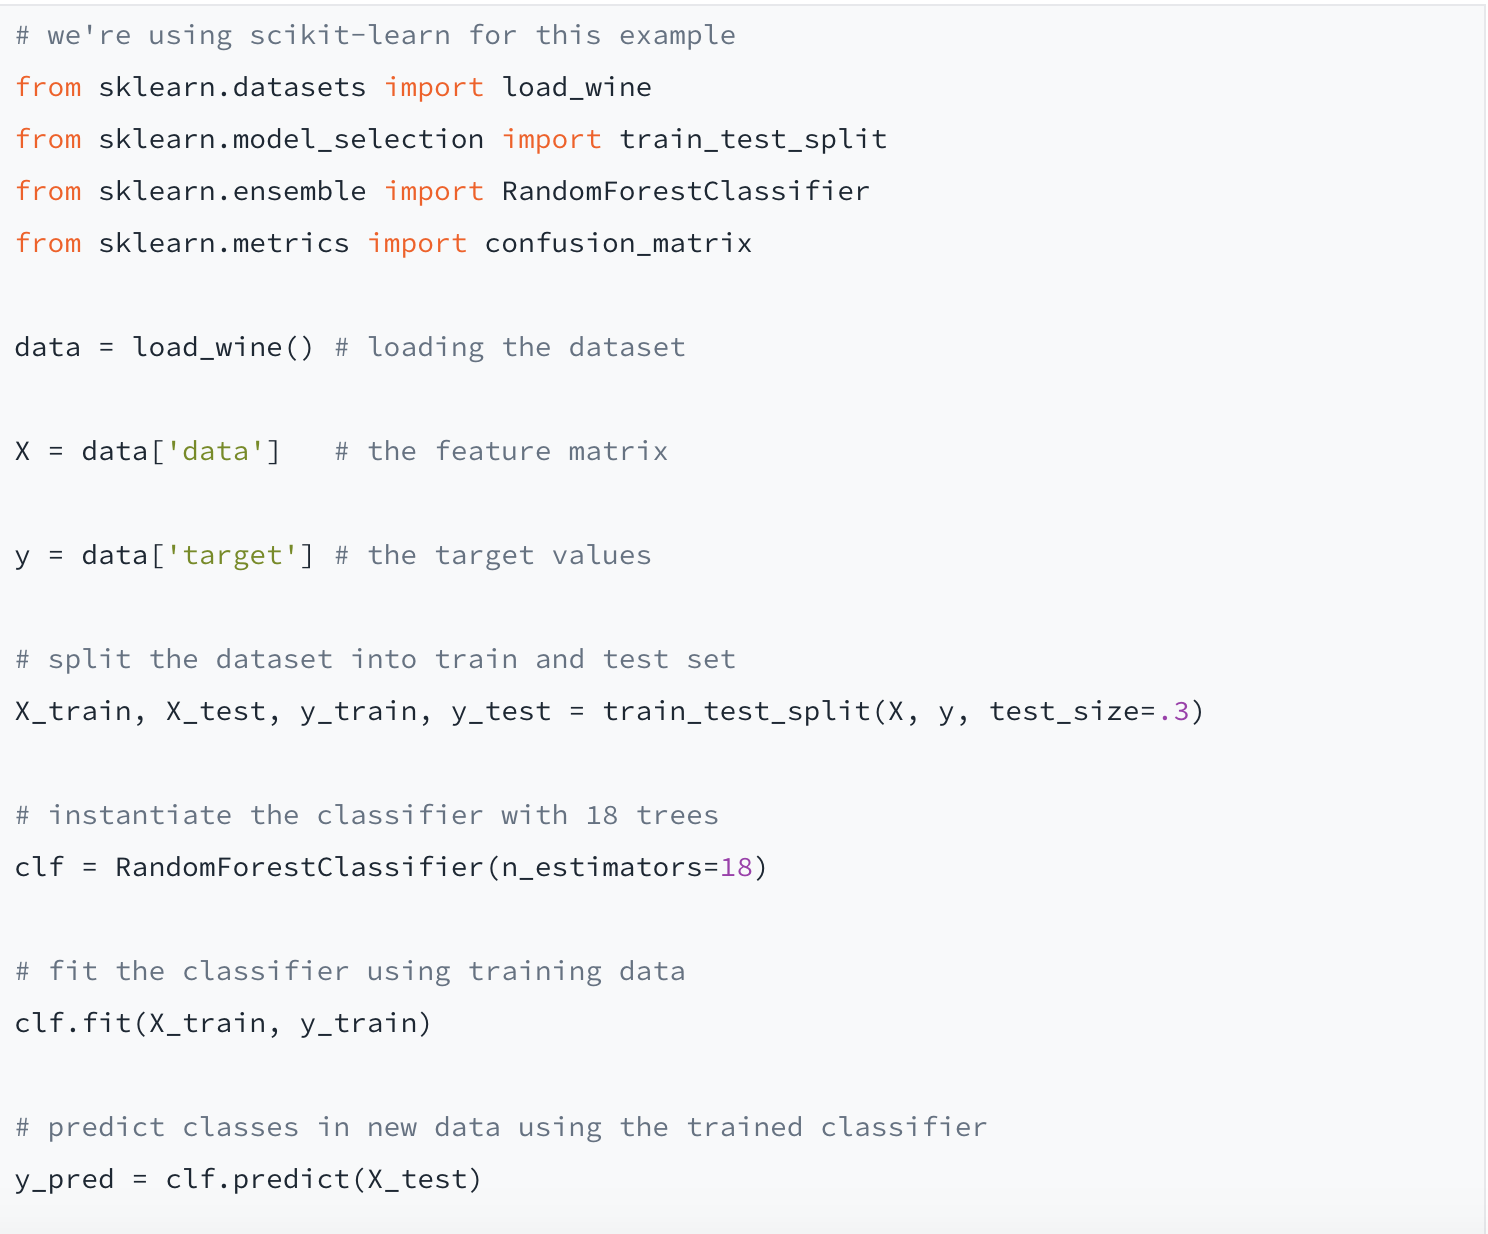 # we're using scikit-learn for this example
from sklearn.datasets import load_wine
from sklearn.model_selection import train_test_split
from sklearn.ensemble import RandomForestClassifier
from sklearn.metrics import confusion_matrix
data = load_wine() # loading the dataset
X = data['data']   # the feature matrix
y = data['target'] # the target values
# split the dataset into train and test set
X_train, X_test, y_train, y_test = train_test_split(X, y, test_size=.3)
# instantiate the classifier with 18 trees
clf = RandomForestClassifier(n_estimators=18)
# fit the classifier using training data
clf.fit(X_train, y_train)
# predict classes in new data using the trained classifier
y_pred = clf.predict(X_test)